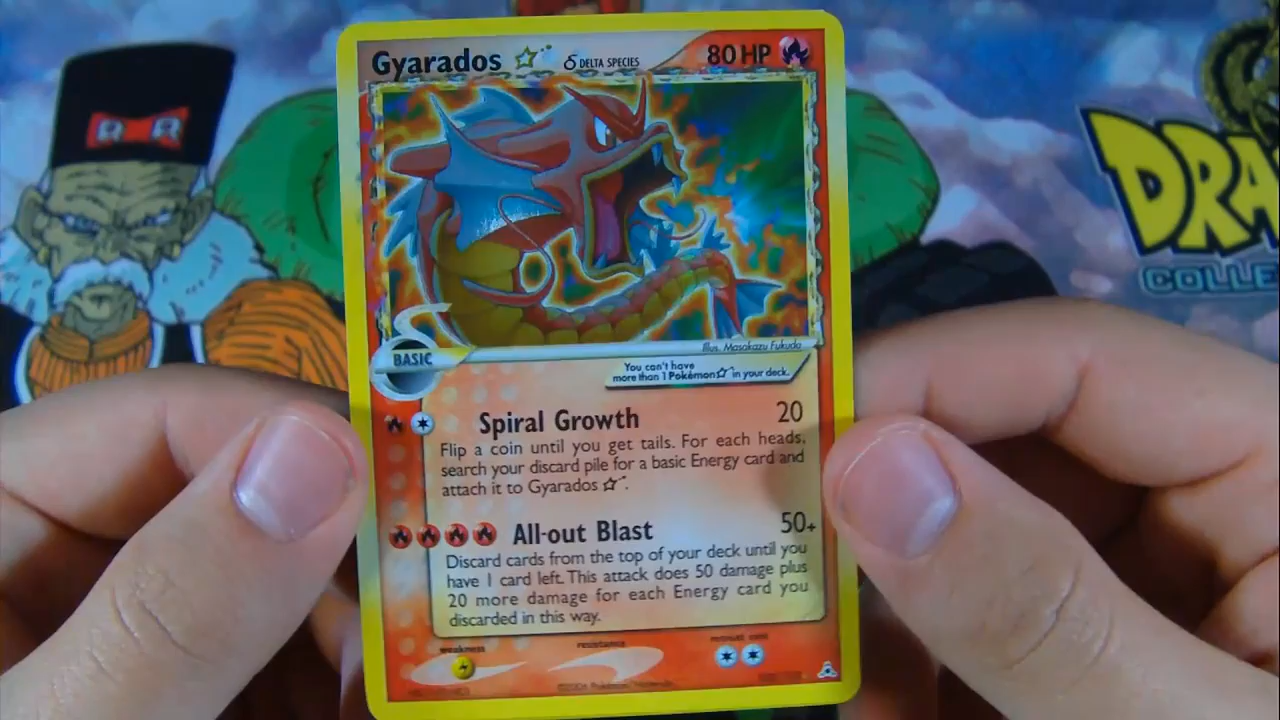 Gyarados ☆ δ DELTA SPECIES 80 HP
R R
DRA
COLLE
Illus. Masakazu Fukuda
BASIC
You can't have
more than 1 Pokémon☆ in your deck.
Spiral Growth 20
Flip a coin until you get tails. For each heads,
search your discard pile for a basic Energy card and
attach it to Gyarados ☆.
All-out Blast 50+
Discard cards from the top of your deck until you
have 1 card left. This attack does 50 damage plus
20 more damage for each Energy card you
discarded in this way.
weakness resistance retreat cost